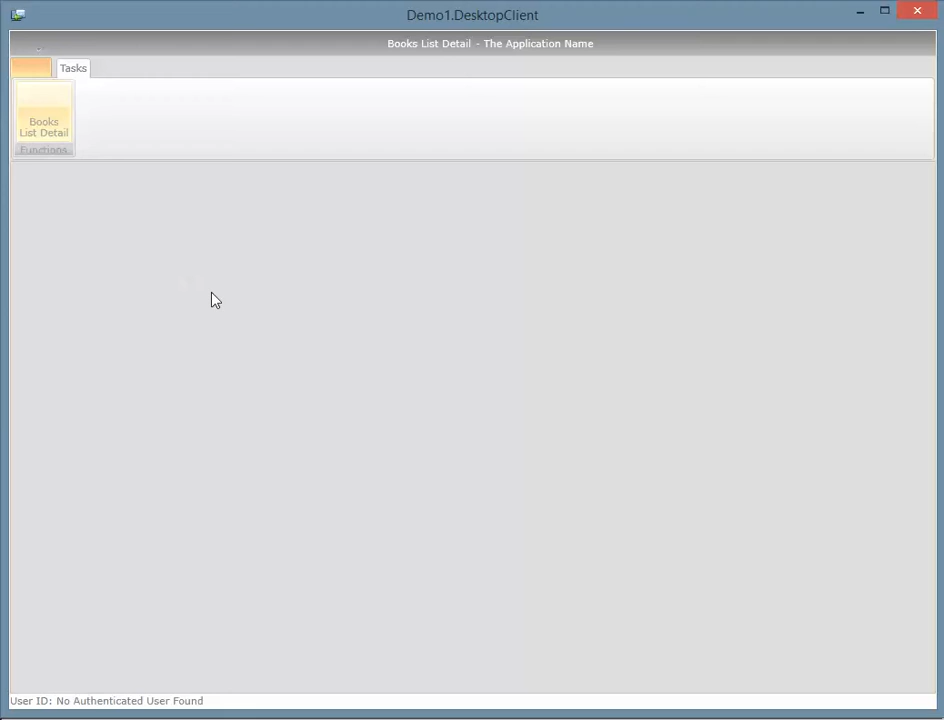 Demo1.DesktopClient
Books List Detail - The Application Name
Tasks
Books
List Detail
Functions
User ID: No Authenticated User Found